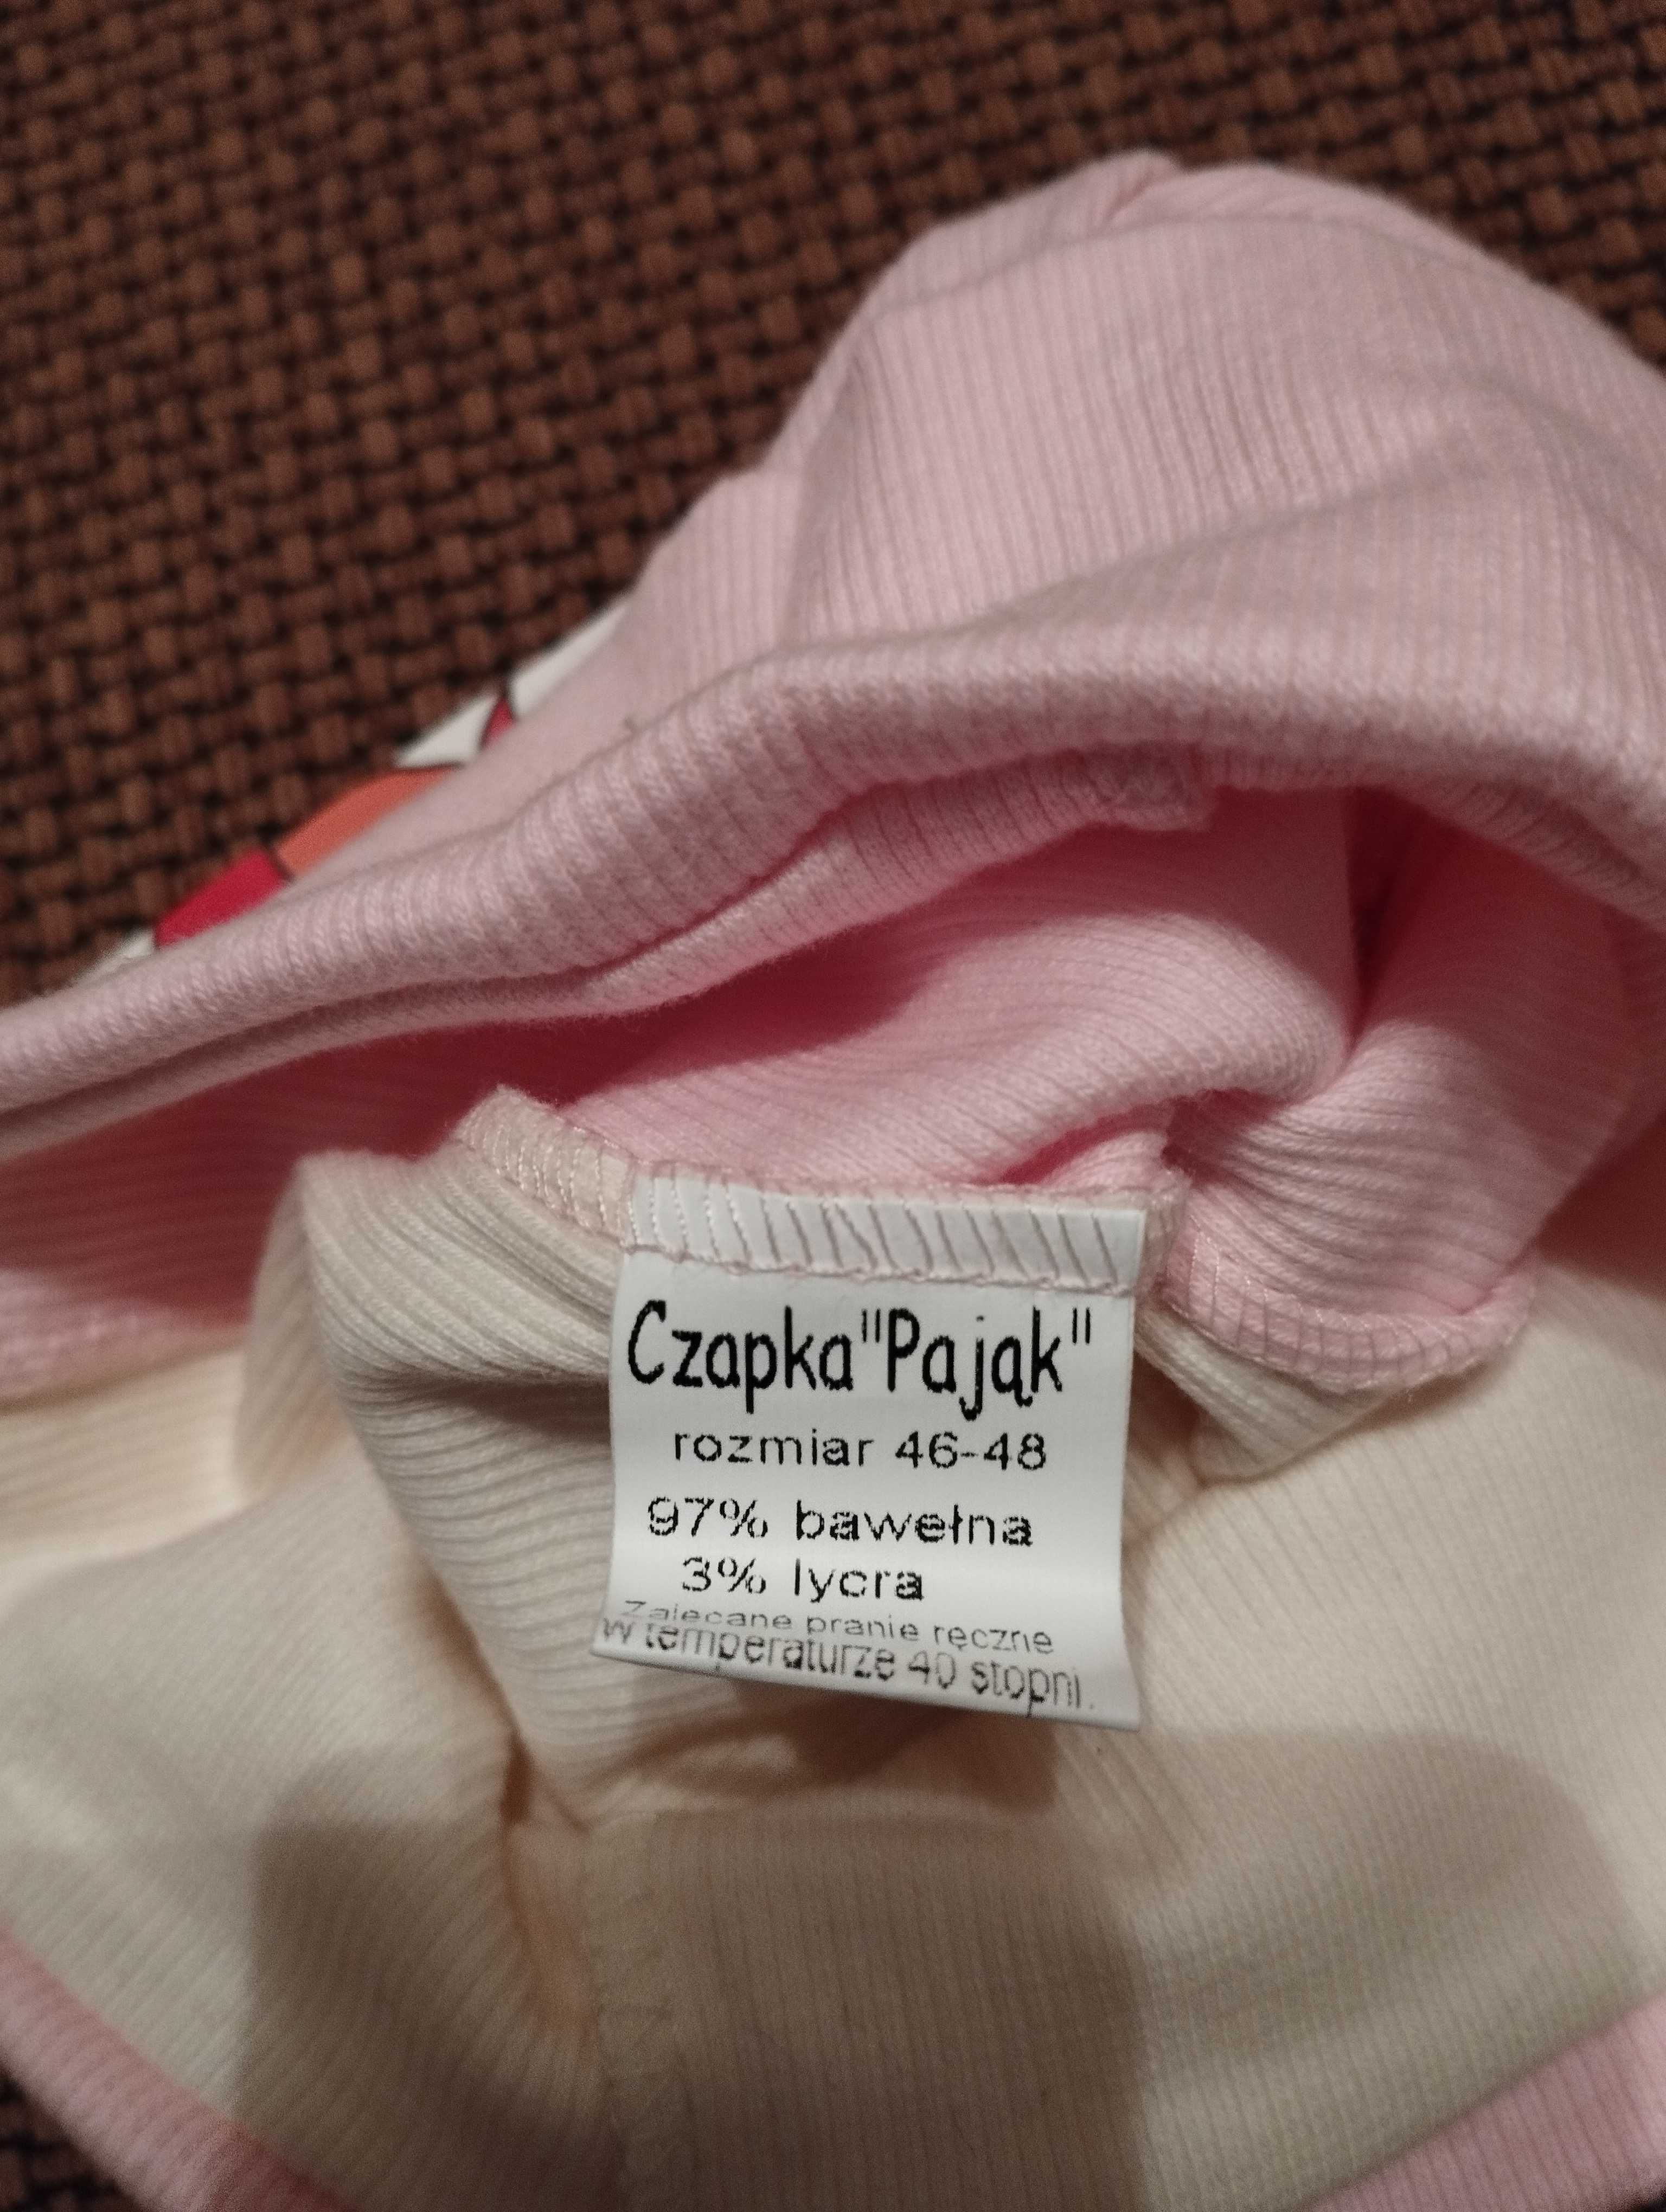 Czapka"Pająk"
rozmiar 46-48
97% bawełna
3% lycra
Zalecane pranie ręczne
w temperaturze 40 stopni.